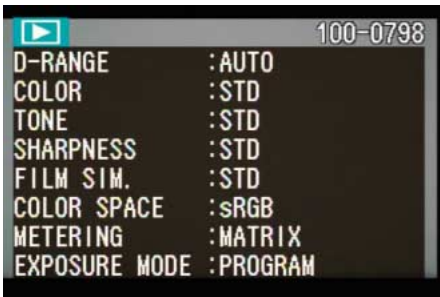 100-0798
D-RANGE :AUTO
COLOR :STD
TONE :STD
SHARPNESS :STD
FILM SIM. :STD
COLOR SPACE :sRGB
METERING :MATRIX
EXPOSURE MODE :PROGRAM